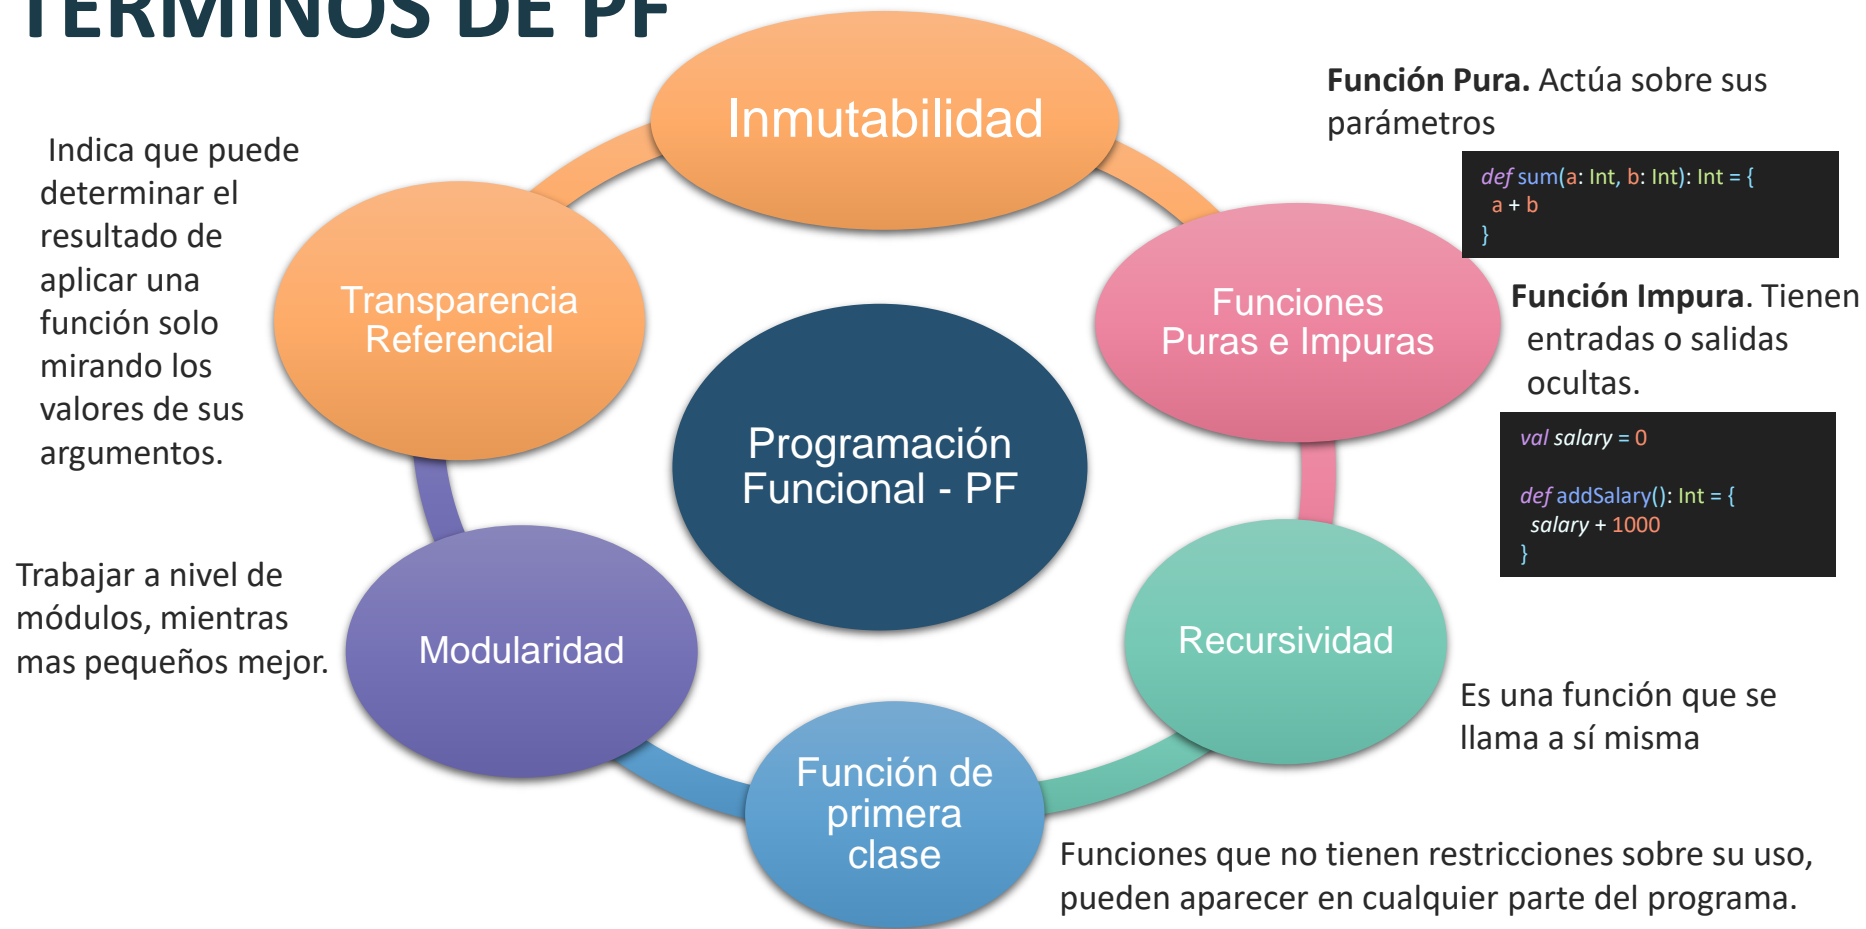 TERMINOS DE PF
Inmutabilidad
Función Pura. Actúa sobre sus
parámetros
def sum(a: Int, b: Int): Int = {
a + b
}
Indica que puede
determinar el
resultado de
aplicar una
función solo
mirando los
valores de sus
argumentos.
Transparencia
Referencial
Funciones
Puras e Impuras
Función Impura. Tienen
entradas o salidas
ocultas.
val salary = 0
def addSalary(): Int = {
salary + 1000
}
Programación
Funcional - PF
Trabajar a nivel de
módulos, mientras
mas pequeños mejor.
Modularidad
Recursividad
Es una función que se
llama a sí misma
Función de
primera
clase
Funciones que no tienen restricciones sobre su uso,
pueden aparecer en cualquier parte del programa.